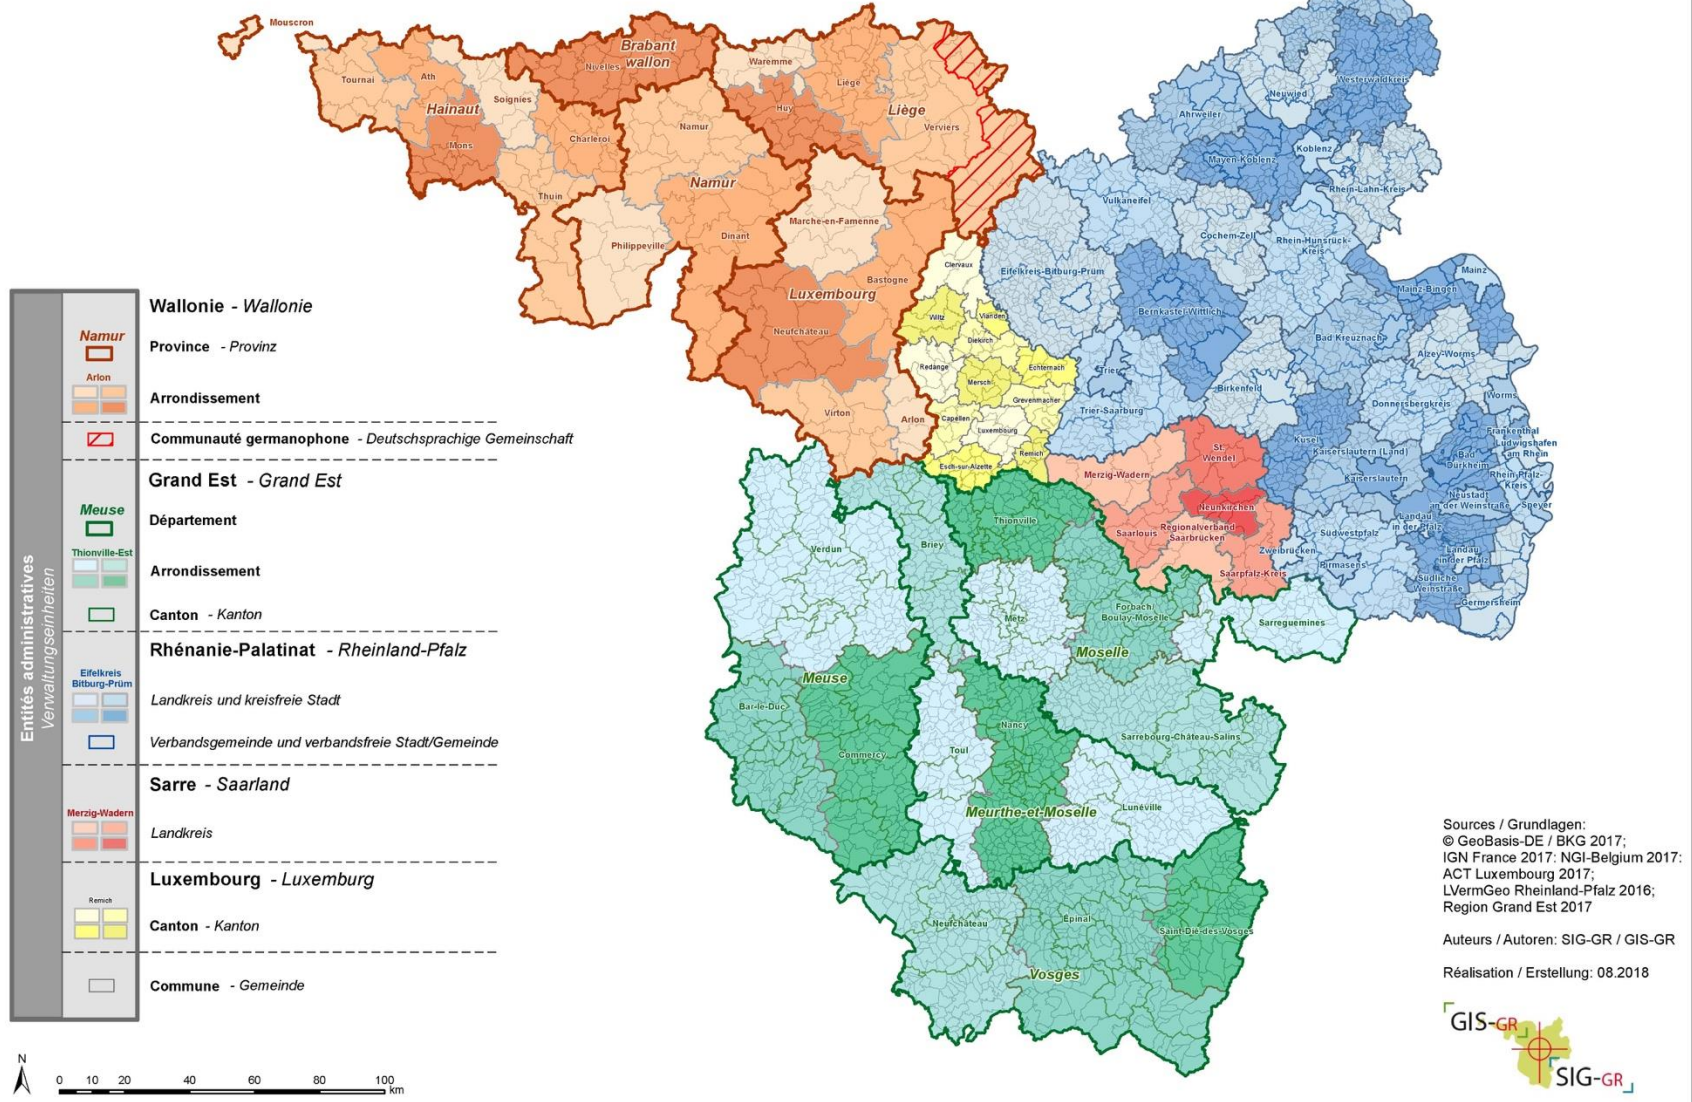 Mouscron
Tournai
Ath
Hainaut
Soignies
Mons
Nivelles
Brabant
wallon
Charleroi
Thuin
Waremme
Huy
Liège
Liège
Verviers
Namur
Namur
Dinant
Philippeville
Marche-en-Famenne
Bastogne
Luxembourg
Neufchâteau
Virton
Arlon
Clervaux
Wiltz
Vianden
Diekirch
Redange
Mersch
Echternach
Grevenmacher
Capellen
Luxembourg
Remich
Esch-sur-Alzette
Ahrweiler
Neuwied
Westerwaldkreis
Mayen-Koblenz
Koblenz
Rhein-Lahn-Kreis
Vulkaneifel
Cochem-Zell
Rhein-Hunsrück-
Kreis
Eifelkreis-Bitburg-Prüm
Bernkastel-Wittlich
Mainz
Mainz-Bingen
Bad Kreuznach
Alzey-Worms
Trier
Trier-Saarburg
Birkenfeld
Donnersbergkreis
Worms
Kusel
Kaiserslautern (Land)
Kaiserslautern
Frankenthal
Ludwigshafen
am Rhein
Bad
Dürkheim
Rhein-Pfalz-
Kreis
Neustadt
an der Weinstraße
Speyer
Landau
in der Pfalz
Landau
in der Pfalz
Südwestpfalz
Zweibrücken
Pirmasens
Südliche
Weinstraße
Germersheim
Merzig-Wadern
St.
Wendel
Neunkirchen
Saarlouis
Regionalverband
Saarbrücken
Saarpfalz-Kreis
Thionville
Briey
Verdun
Metz
Forbach
Boulay-Moselle
Moselle
Sarreguemines
Meuse
Bar-le-Duc
Commercy
Toul
Nancy
Sarrebourg-Château-Salins
Meurthe-et-Moselle
Lunéville
Neufchâteau
Epinal
Saint-Dié-des-Vosges
Vosges
Entités administratives
Verwaltungseinheiten
Wallonie - Wallonie
Namur
Province - Provinz
Arlon
Arrondissement
Communauté germanophone - Deutschsprachige Gemeinschaft
Grand Est - Grand Est
Meuse
Département
Thionville-Est
Arrondissement
Canton - Kanton
Rhénanie-Palatinat - Rheinland-Pfalz
Eifelkreis
Bitburg-Prüm
Landkreis und kreisfreie Stadt
Verbandsgemeinde und verbandsfreie Stadt/Gemeinde
Sarre - Saarland
Merzig-Wadern
Landkreis
Luxembourg - Luxemburg
Remich
Canton - Kanton
Commune - Gemeinde
N
0 10 20 40 60 80 100
km
Sources / Grundlagen:
© GeoBasis-DE / BKG 2017;
IGN France 2017: NGI-Belgium 2017:
ACT Luxembourg 2017;
LVermGeo Rheinland-Pfalz 2016;
Region Grand Est 2017
Auteurs / Autoren: SIG-GR / GIS-GR
Réalisation / Erstellung: 08.2018
GIS-GR
SIG-GR